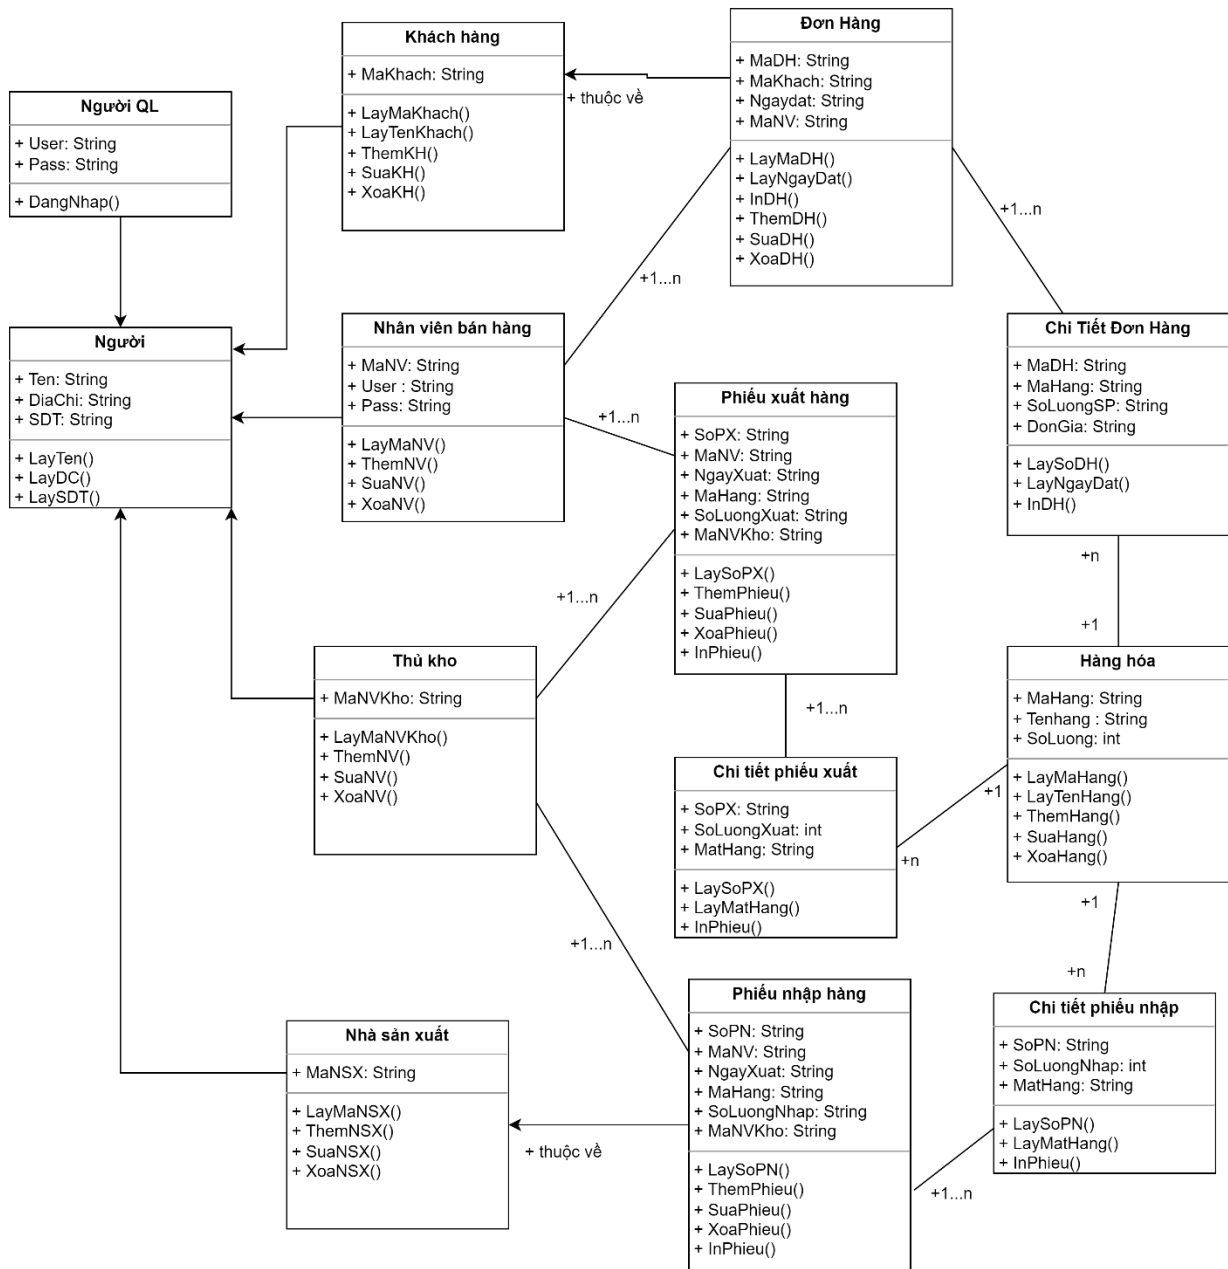 Người QL
+ User: String
+ Pass: String
+ DangNhap()
Khách hàng
+ MaKhach: String
+ LayMaKhach()
+ LayTenKhach()
+ ThemKH()
+ SuaKH()
+ XoaKH()
+ thuộc về
Đơn Hàng
+ MaDH: String
+ MaKhach: String
+ Ngaydat: String
+ MaNV: String
+ LayMaDH()
+ LayNgayDat()
+ InDH()
+ ThemDH()
+ SuaDH()
+ XoaDH()
+1...n
+1...n
Người
+ Ten: String
+ DiaChi: String
+ SDT: String
+ LayTen()
+ LayDC()
+ LaySDT()
Nhân viên bán hàng
+ MaNV: String
+ User : String
+ Pass: String
+ LayMaNV()
+ ThemNV()
+ SuaNV()
+ XoaNV()
+1...n
Phiếu xuất hàng
+ SoPX: String
+ MaNV: String
+ NgayXuat: String
+ MaHang: String
+ SoLuongXuat: String
+ MaNVKho: String
+ LaySoPX()
+ ThemPhieu()
+ SuaPhieu()
+ XoaPhieu()
+ InPhieu()
Chi Tiết Đơn Hàng
+ MaDH: String
+ MaHang: String
+ SoLuongSP: String
+ DonGia: String
+ LaySoDH()
+ LayNgayDat()
+ InDH()
+n
+1
+1...n
Thủ kho
+ MaNVKho: String
+ LayMaNVKho()
+ ThemNV()
+ SuaNV()
+ XoaNV()
+1...n
Chi tiết phiếu xuất
+ SoPX: String
+ SoLuongXuat: int
+ MatHang: String
+ LaySoPX()
+ LayMatHang()
+ InPhieu()
Hàng hóa
+ MaHang: String
+ Tenhang : String
+ SoLuong: int
+ LayMaHang()
+ LayTenHang()
+ ThemHang()
+ SuaHang()
+ XoaHang()
+1
+n
+1
+n
+1...n
Nhà sản xuất
+ MaNSX: String
+ LayMaNSX()
+ ThemNSX()
+ SuaNSX()
+ XoaNSX()
+ thuộc về
Phiếu nhập hàng
+ SoPN: String
+ MaNV: String
+ NgayXuat: String
+ MaHang: String
+ SoLuongNhap: String
+ MaNVKho: String
+ LaySoPN()
+ ThemPhieu()
+ SuaPhieu()
+ XoaPhieu()
+ InPhieu()
+1...n
Chi tiết phiếu nhập
+ SoPN: String
+ SoLuongNhap: int
+ MatHang: String
+ LaySoPN()
+ LayMatHang()
+ InPhieu()